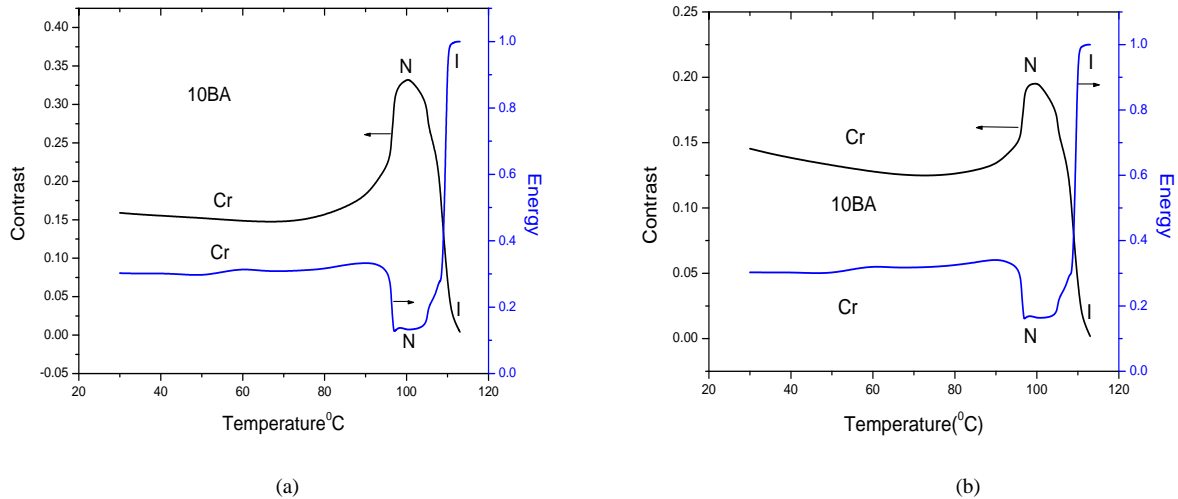 0.40
0.35
0.30
0.25
0.20
0.15
0.10
0.05
0.00
-0.05
Contrast
20
40
60
80
100
120
Temperature⁰C
1.0
0.8
0.6
0.4
0.2
0.0
Energy
10BA
N
I
Cr
Cr
I
N
(a)
0.25
0.20
0.15
0.10
0.05
0.00
Contrast
20
40
60
80
100
120
Temperature(⁰C)
1.0
0.8
0.6
0.4
0.2
0.0
Energy
N
I
Cr
10BA
Cr
N
I
(b)